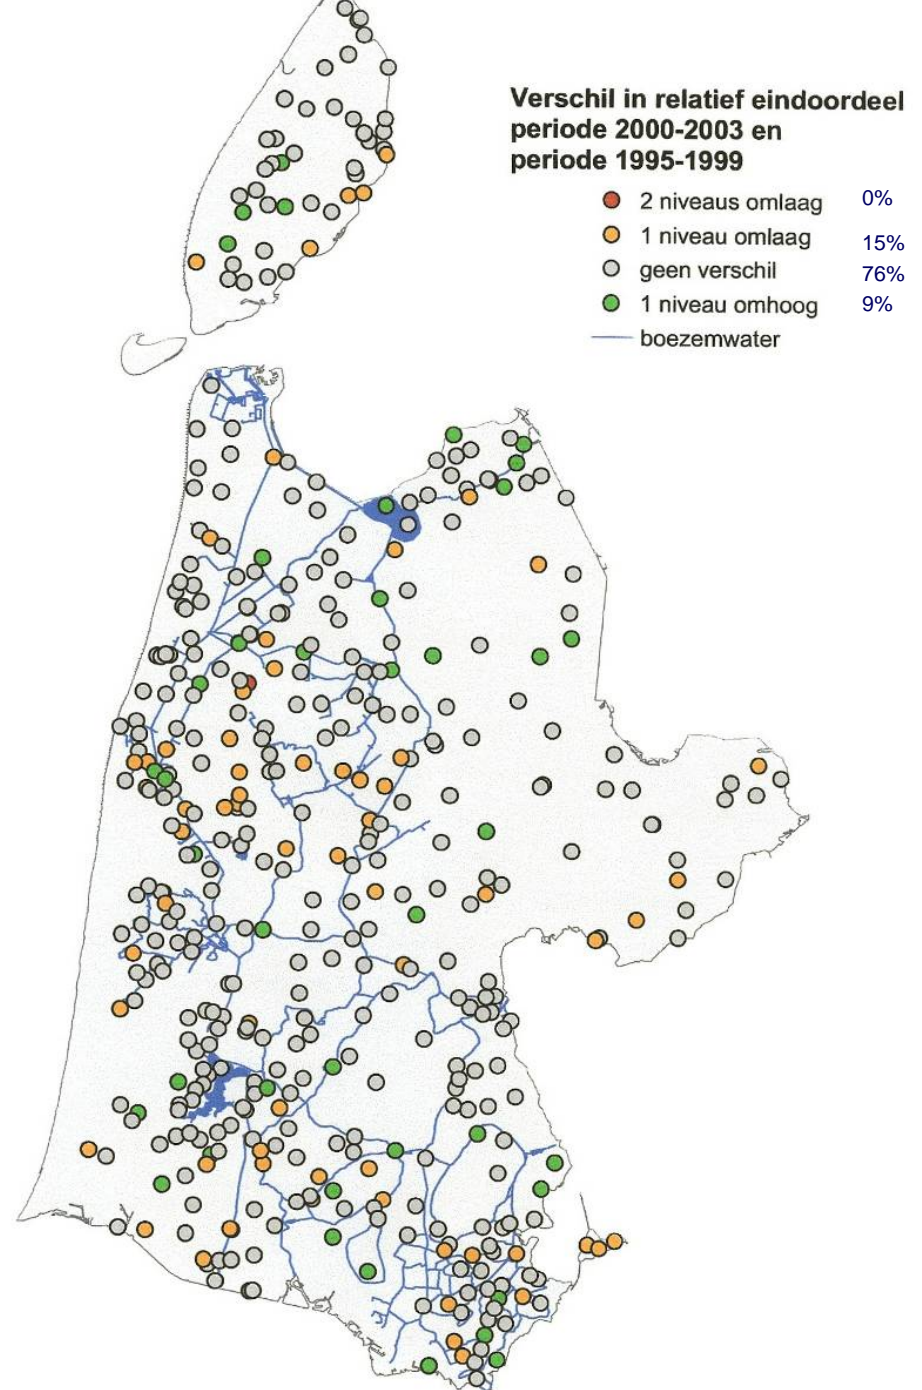 Verschil in relatief eindoordeel
periode 2000-2003 en
periode 1995-1999
2 niveaus omlaag 0%
1 niveau omlaag 15%
geen verschil 76%
1 niveau omhoog 9%
boezemwater